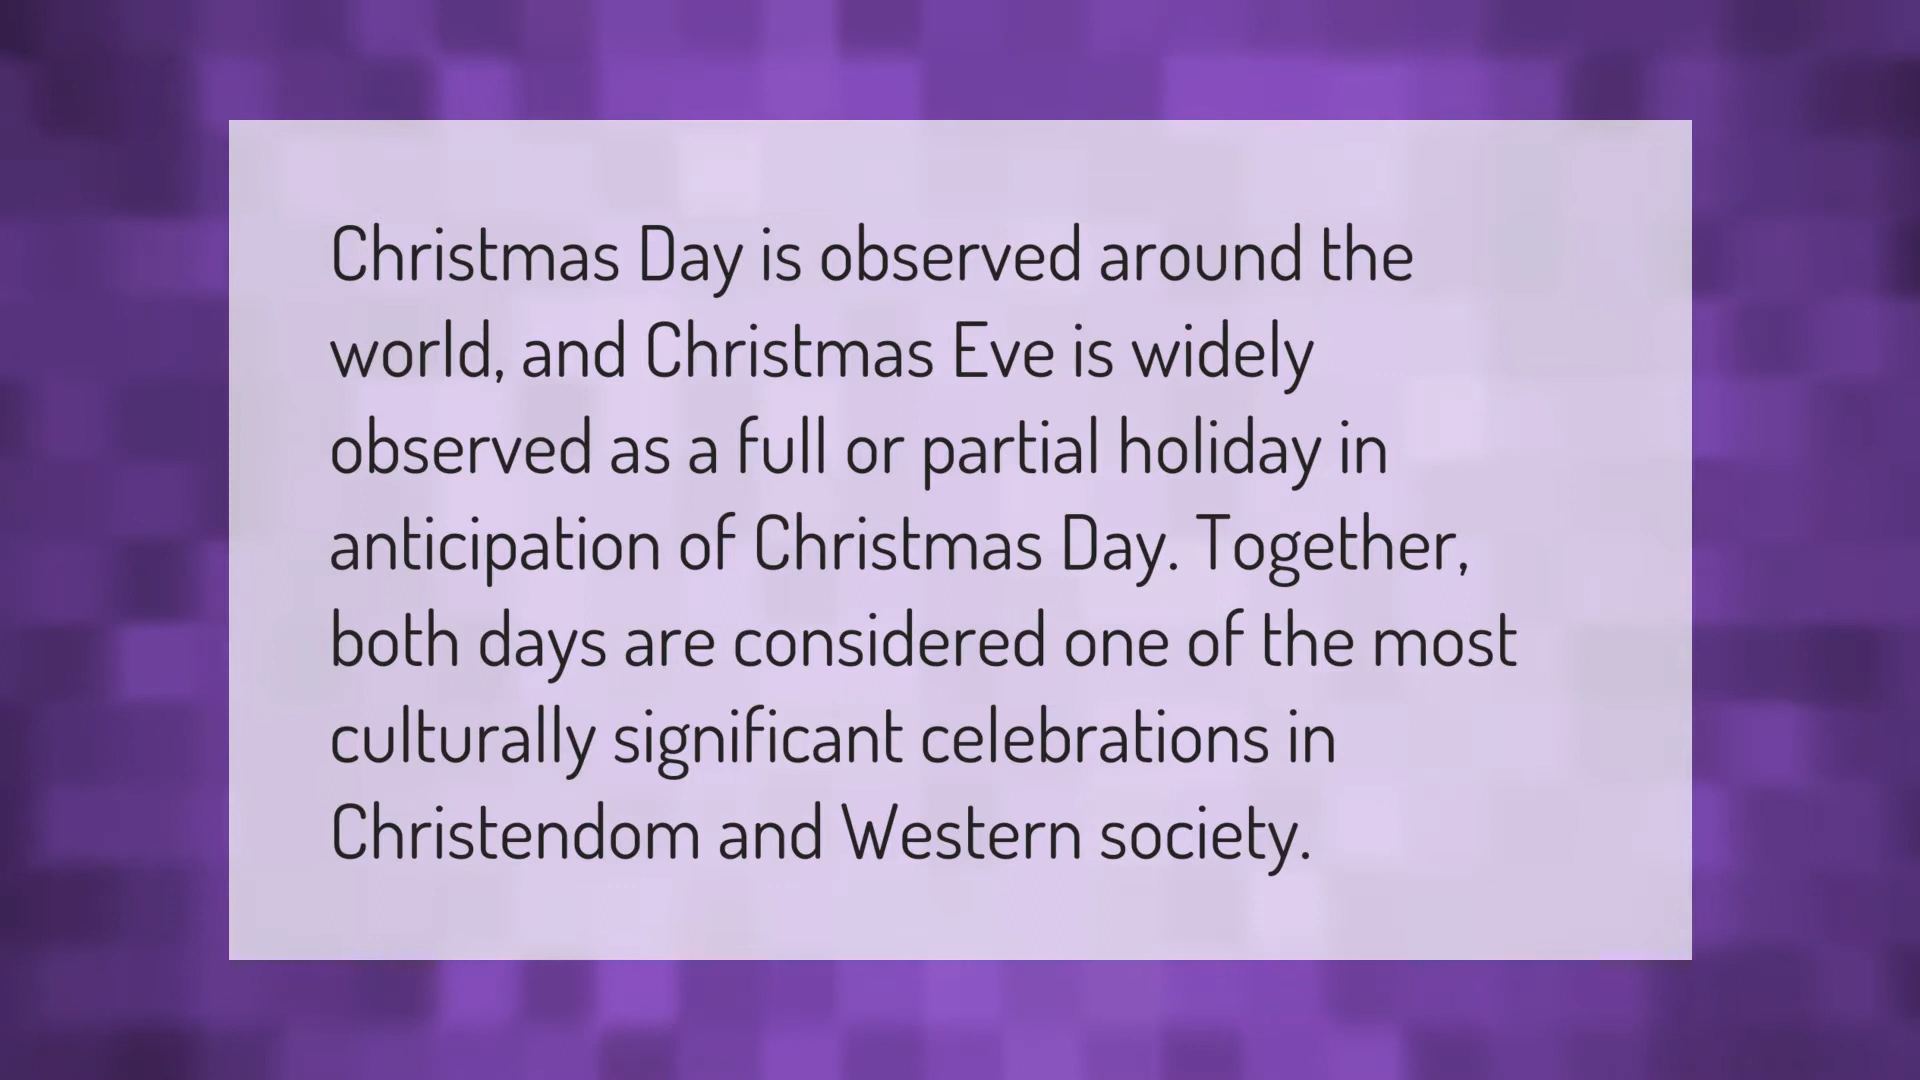 Christmas Day is observed around the
world, and Christmas Eve is widely
observed as a full or partial holiday in
anticipation of Christmas Day. Together,
both days are considered one of the most
culturally significant celebrations in
Christendom and Western society.